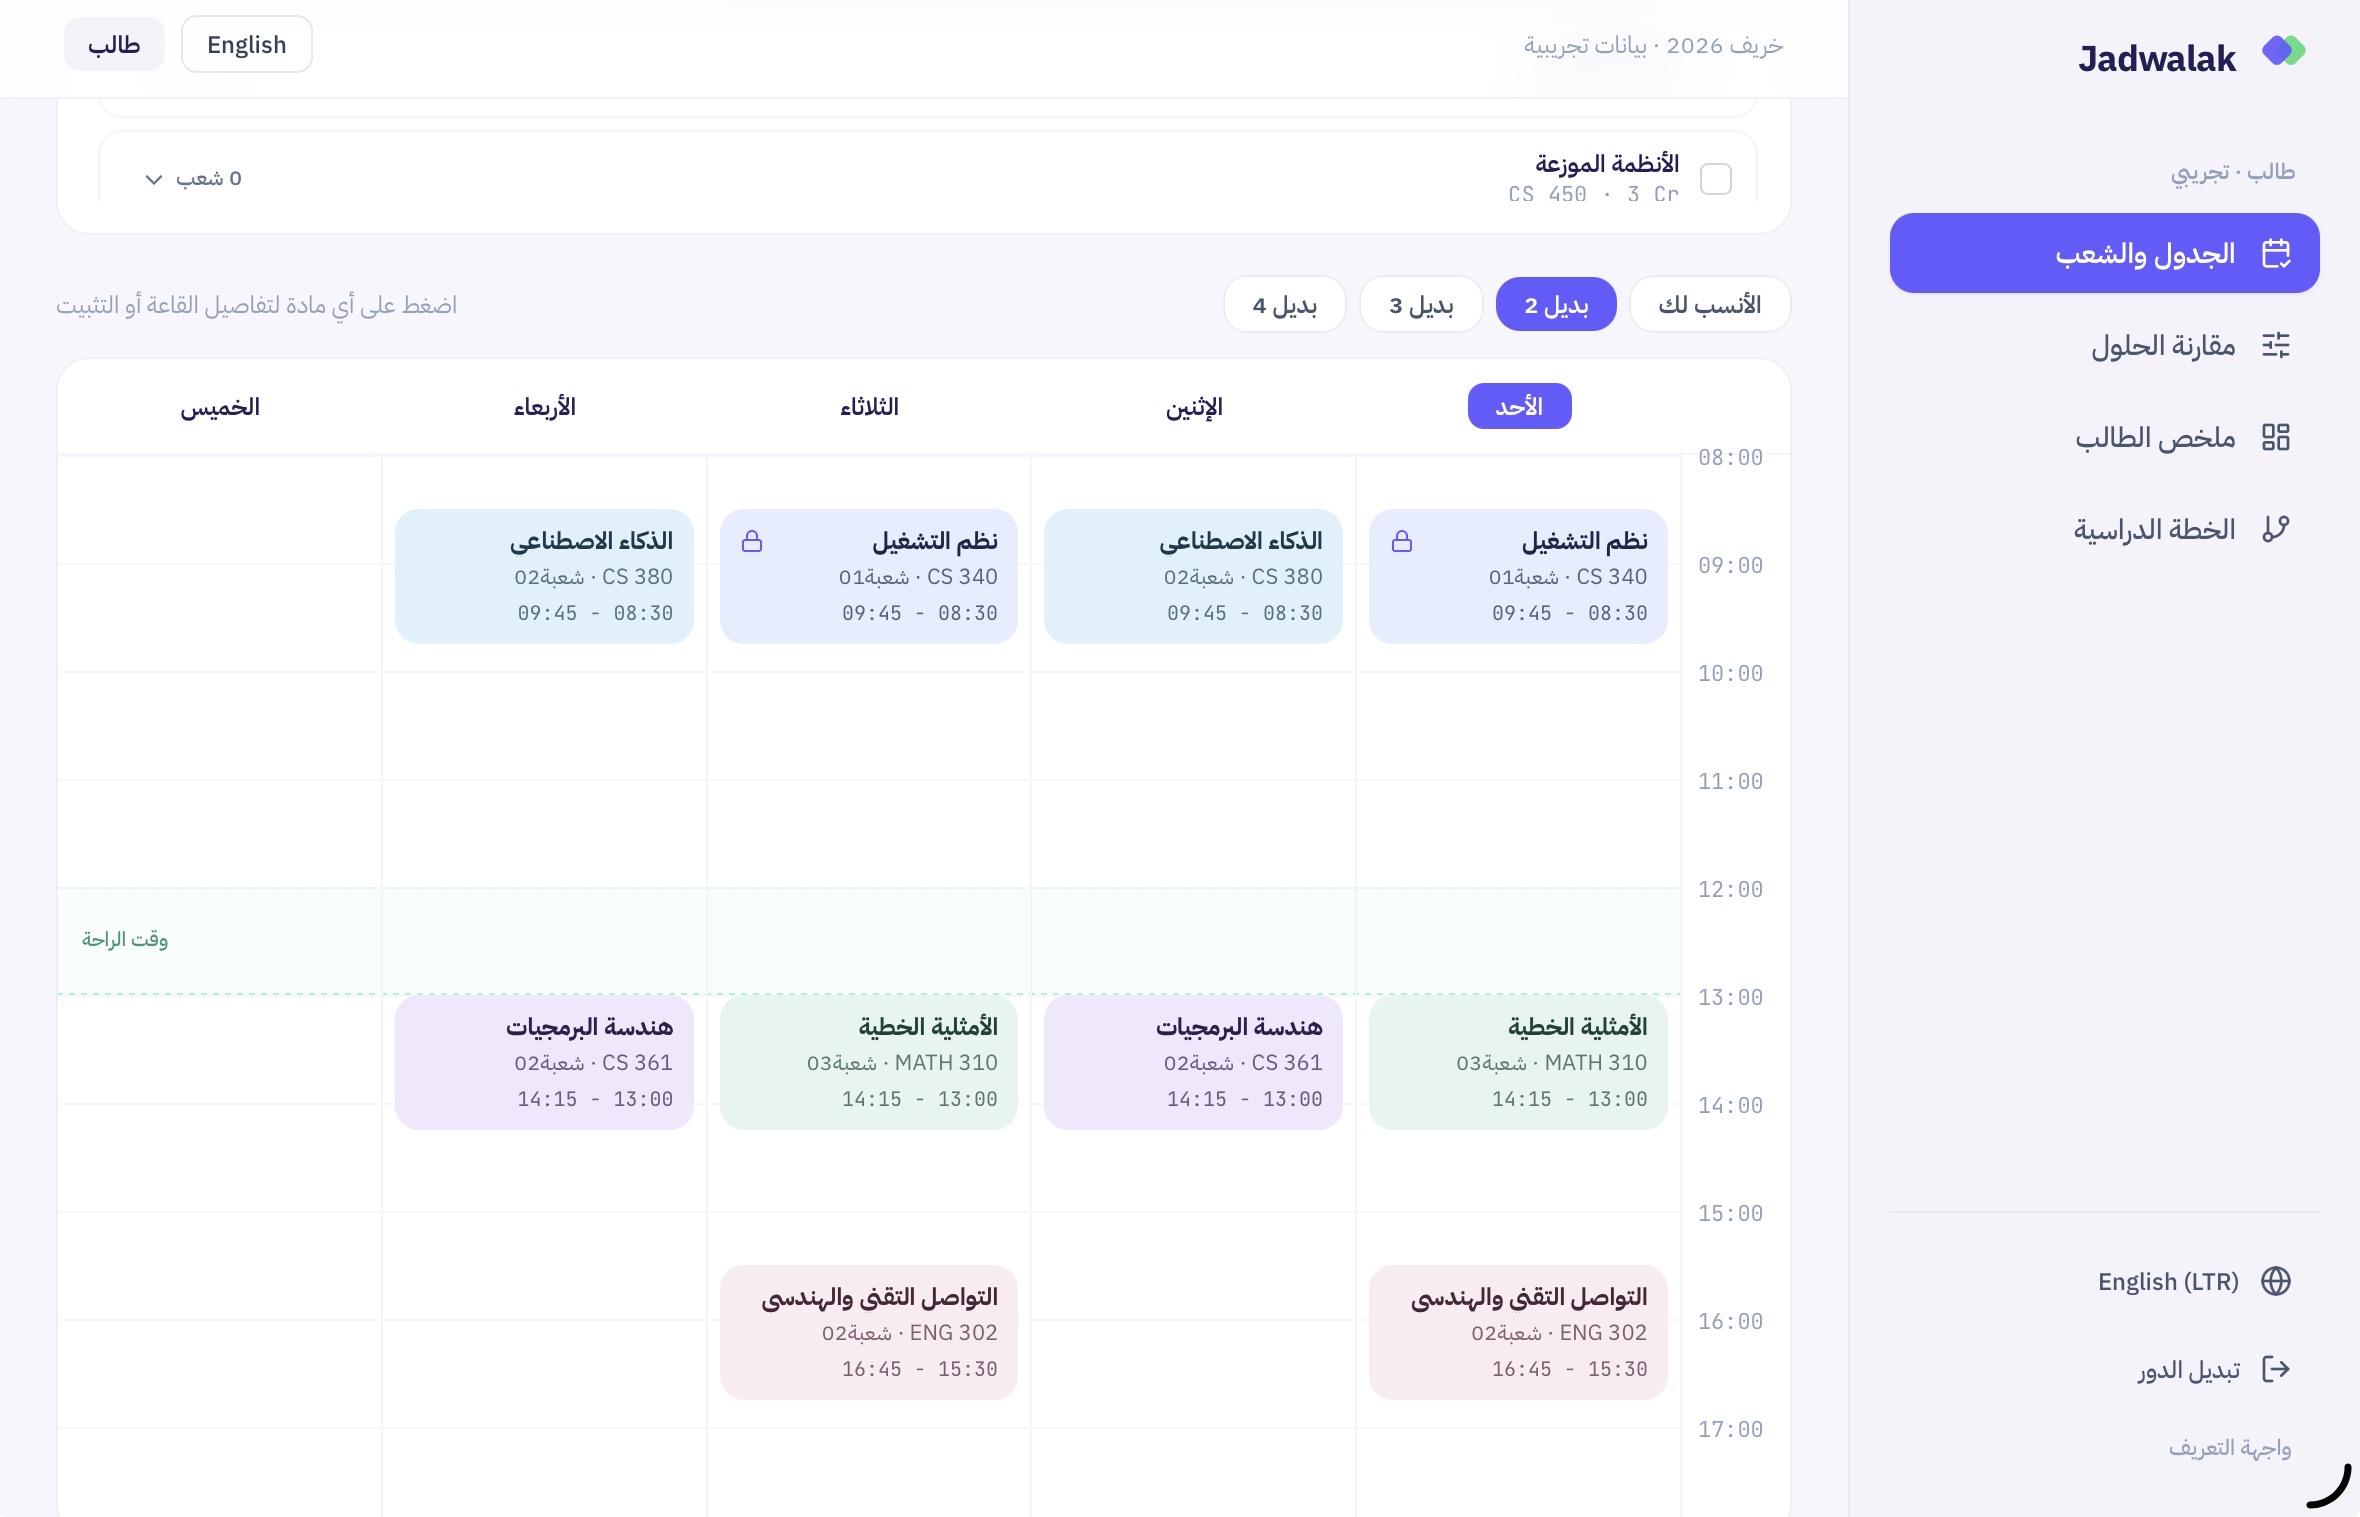 Jadwalak
طالب · تجريبي
الجدول والشعب
مقارنة الحلول
ملخص الطالب
الخطة الدراسية
English (LTR)
تبديل الدور
واجهة التعريف
خريف 2026 · بيانات تجريبية
English
طالب
الأنظمة الموزعة
CS 450 · 3 Cr
0 شعب
الأنسب لك
بديل 2
بديل 3
بديل 4
اضغط على أي مادة لتفاصيل القاعة أو التثبيت
الأحد
الإثنين
الثلاثاء
الأربعاء
الخميس
08:00
نظم التشغيل
CS 340 · شعبة01
08:30 - 09:45
الذكاء الاصطناعي
CS 380 · شعبة02
08:30 - 09:45
نظم التشغيل
CS 340 · شعبة01
08:30 - 09:45
الذكاء الاصطناعي
CS 380 · شعبة02
08:30 - 09:45
09:00
10:00
11:00
12:00
وقت الراحة
13:00
الأمثلية الخطية
MATH 310 · شعبة03
13:00 - 14:15
هندسة البرمجيات
CS 361 · شعبة02
13:00 - 14:15
الأمثلية الخطية
MATH 310 · شعبة03
13:00 - 14:15
هندسة البرمجيات
CS 361 · شعبة02
13:00 - 14:15
14:00
15:00
التواصل التقني والهندسي
ENG 302 · شعبة02
15:30 - 16:45
التواصل التقني والهندسي
ENG 302 · شعبة02
15:30 - 16:45
16:00
17:00